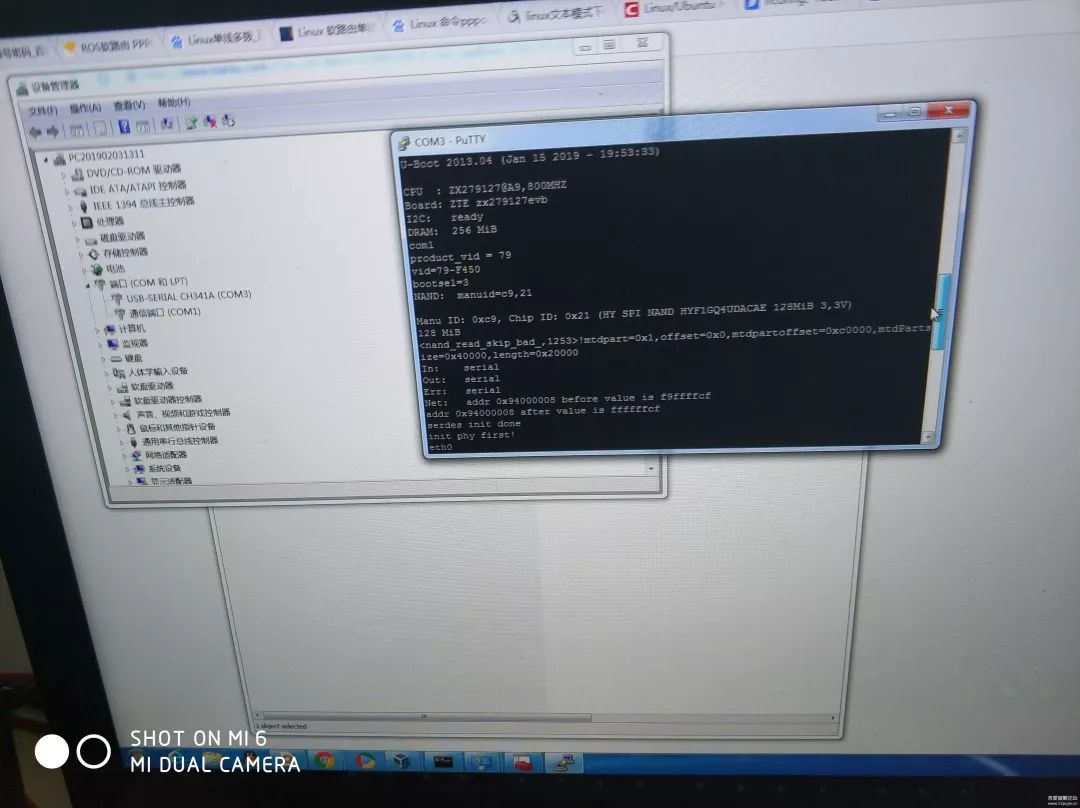 ROS软路由 PPP
Linux单线多拨_
Linux 软路由单
Linux 命令pppo
linux文本模式下
Linux/Ubuntu
设备管理器
文件(F) 操作(A) 查看(V) 帮助(H)
PC201902031311
DVD/CD-ROM 驱动器
IDE ATA/ATAPI 控制器
IEEE 1394 总线主控制器
处理器
磁盘驱动器
存储控制器
电池
端口 (COM 和 LPT)
USB-SERIAL CH341A (COM3)
通信端口 (COM1)
计算机
监视器
键盘
人体学输入设备
软盘驱动器
软盘驱动器控制器
声音、视频和游戏控制器
鼠标和其他指针设备
通用串行总线控制器
网络适配器
系统设备
显示适配器
COM3 - PuTTY
U-Boot 2013.04 (Jan 15 2019 - 19:53:33)
CPU : ZX279127@A9,800MHZ
Board: ZTE zx279127evb
I2C: ready
DRAM: 256 MiB
com1
product_vid = 79
vid=79-F450
bootsel=3
NAND: manuid=c9,21
Manu ID: 0xc9, Chip ID: 0x21 (HY SPI NAND HYF1GQ4UDACAE 128MiB 3,3V)
128 MiB
<nand_read_skip_bad_,1253>!mtdpart=0x1,offset=0x0,mtdpartoffset=0xc0000,mtdParts
ize=0x40000,length=0x20000
In: serial
Out: serial
Err: serial
Net: addr 0x94000008 before value is f9ffffcf
addr 0x94000008 after value is ffffffcf
serdes init done
init phy first!
eth0
1 object selected
SHOT ON MI 6
MI DUAL CAMERA
吾爱破解论坛
www.52pojie.cn